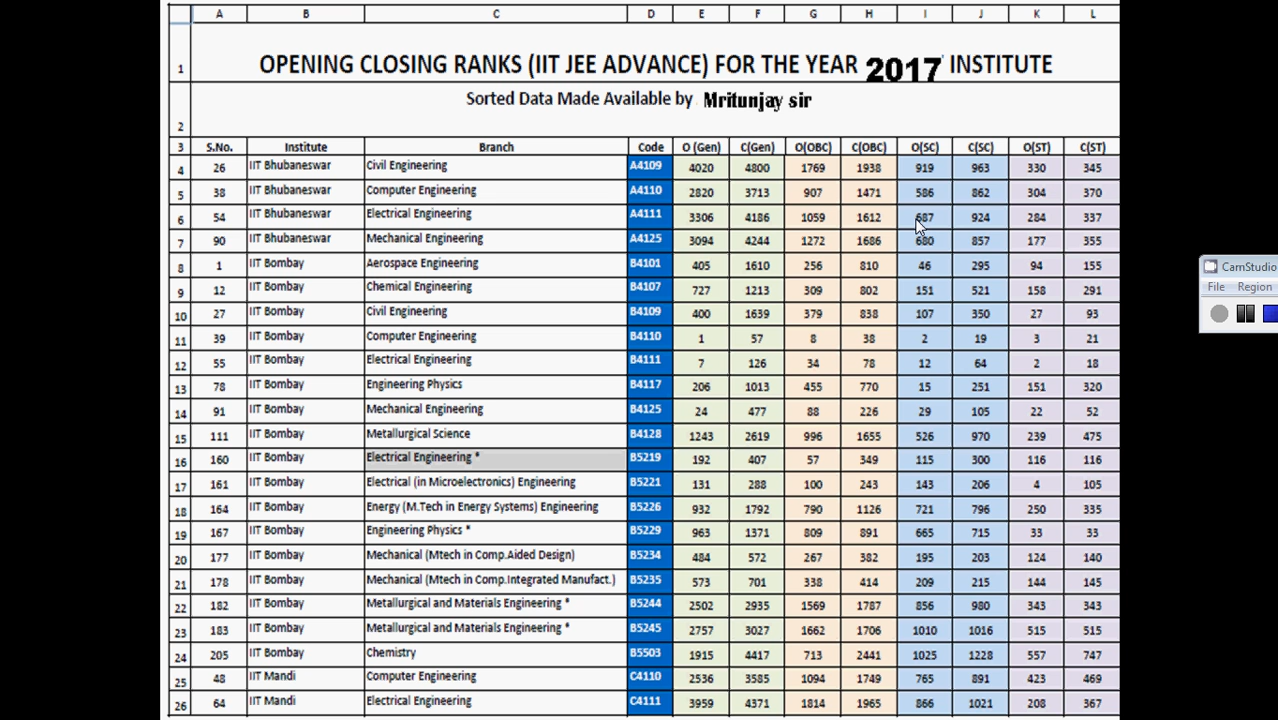 A B C D E F G H I J K L
1 OPENING CLOSING RANKS (IIT JEE ADVANCE) FOR THE YEAR 2017 INSTITUTE
2 Sorted Data Made Available by Mritunjay sir
3 S.No. Institute Branch Code O (Gen) C(Gen) O(OBC) C(OBC) O(SC) C(SC) O(ST) C(ST)
4 26 IIT Bhubaneswar Civil Engineering A4109 4020 4800 1769 1938 919 963 330 345
5 38 IIT Bhubaneswar Computer Engineering A4110 2820 3713 907 1471 586 862 304 370
6 54 IIT Bhubaneswar Electrical Engineering A4111 3306 4186 1059 1612 687 924 284 337
7 90 IIT Bhubaneswar Mechanical Engineering A4125 3094 4244 1272 1686 680 857 177 355
8 1 IIT Bombay Aerospace Engineering B4101 405 1610 256 810 46 295 94 155
9 12 IIT Bombay Chemical Engineering B4107 727 1213 309 802 151 521 158 291
10 27 IIT Bombay Civil Engineering B4109 400 1639 379 838 107 350 27 93
11 39 IIT Bombay Computer Engineering B4110 1 57 8 38 2 19 3 21
12 55 IIT Bombay Electrical Engineering B4111 7 126 34 78 12 64 2 18
13 78 IIT Bombay Engineering Physics B4117 206 1013 455 770 15 251 151 320
14 91 IIT Bombay Mechanical Engineering B4125 24 477 88 226 29 105 22 52
15 111 IIT Bombay Metallurgical Science B4128 1243 2619 996 1655 526 970 239 475
16 160 IIT Bombay Electrical Engineering * B5219 192 407 57 349 115 300 116 116
17 161 IIT Bombay Electrical (in Microelectronics) Engineering B5221 131 288 100 243 143 206 4 105
18 164 IIT Bombay Energy (M.Tech in Energy Systems) Engineering B5226 932 1792 790 1126 721 796 250 335
19 167 IIT Bombay Engineering Physics * B5229 963 1371 809 891 665 715 33 33
20 177 IIT Bombay Mechanical (Mtech in Comp.Aided Design) B5234 484 572 267 382 195 203 124 140
21 178 IIT Bombay Mechanical (Mtech in Comp.Integrated Manufact.) B5235 573 701 338 414 209 215 144 145
22 182 IIT Bombay Metallurgical and Materials Engineering * B5244 2502 2935 1569 1787 856 980 343 343
23 183 IIT Bombay Metallurgical and Materials Engineering * B5245 2757 3027 1662 1706 1010 1016 515 515
24 205 IIT Bombay Chemistry B5503 1915 4417 713 2441 1025 1228 557 747
25 48 IIT Mandi Computer Engineering C4110 2536 3585 1094 1749 765 891 423 469
26 64 IIT Mandi Electrical Engineering C4111 3959 4371 1814 1965 866 1021 208 367
CamStudio
File Region